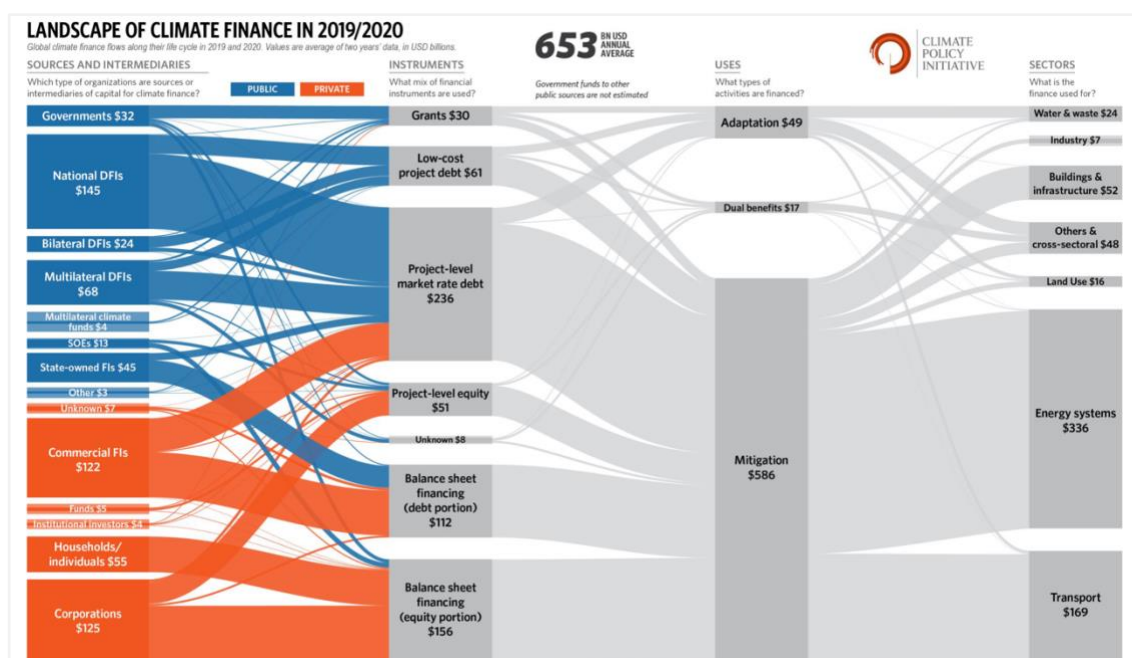 LANDSCAPE OF CLIMATE FINANCE IN 2019/2020
Global climate finance flows along their life cycle in 2019 and 2020. Values are average of two years' data, in USD billions.
653 BN USD
ANNUAL
AVERAGE
CLIMATE
POLICY
INITIATIVE
SOURCES AND INTERMEDIARIES
Which type of organizations are sources or
intermediaries of capital for climate finance?
PUBLIC
PRIVATE
INSTRUMENTS
What mix of financial
instruments are used?
Government funds to other
public sources are not estimated
USES
What types of
activities are financed?
SECTORS
What is the
finance used for?
Governments $32
National DFIs
$145
Bilateral DFIs $24
Multilateral DFIs
$68
Multilateral climate
funds $4
SOEs $13
State-owned FIs $45
Other $3
Unknown $7
Commercial FIs
$122
Funds $5
Institutional investors $4
Households/
individuals $55
Corporations
$125
Grants $30
Low-cost
project debt $61
Project-level
market rate debt
$236
Project-level equity
$51
Unknown $8
Balance sheet
financing
(debt portion)
$112
Balance sheet
financing
(equity portion)
$156
Adaptation $49
Dual benefits $17
Mitigation
$586
Water & waste $24
Industry $7
Buildings &
infrastructure $52
Others &
cross-sectoral $48
Land Use $16
Energy systems
$336
Transport
$169